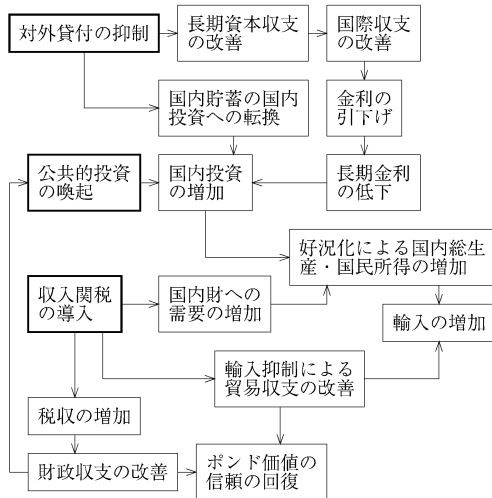 対外貸付の抑制
長期資本収支
の改善
国際収支
の改善
国内貯蓄の国内
投資への転換
金利の
引下げ
公共的投資
の喚起
国内投資
の増加
長期金利
の低下
好況化による国内総生
産・国民所得の増加
収入関税
の導入
国内財への
需要の増加
輸入の増加
輸入抑制による
貿易収支の改善
税収の増加
財政収支の改善
ポンド価値の
信頼の回復